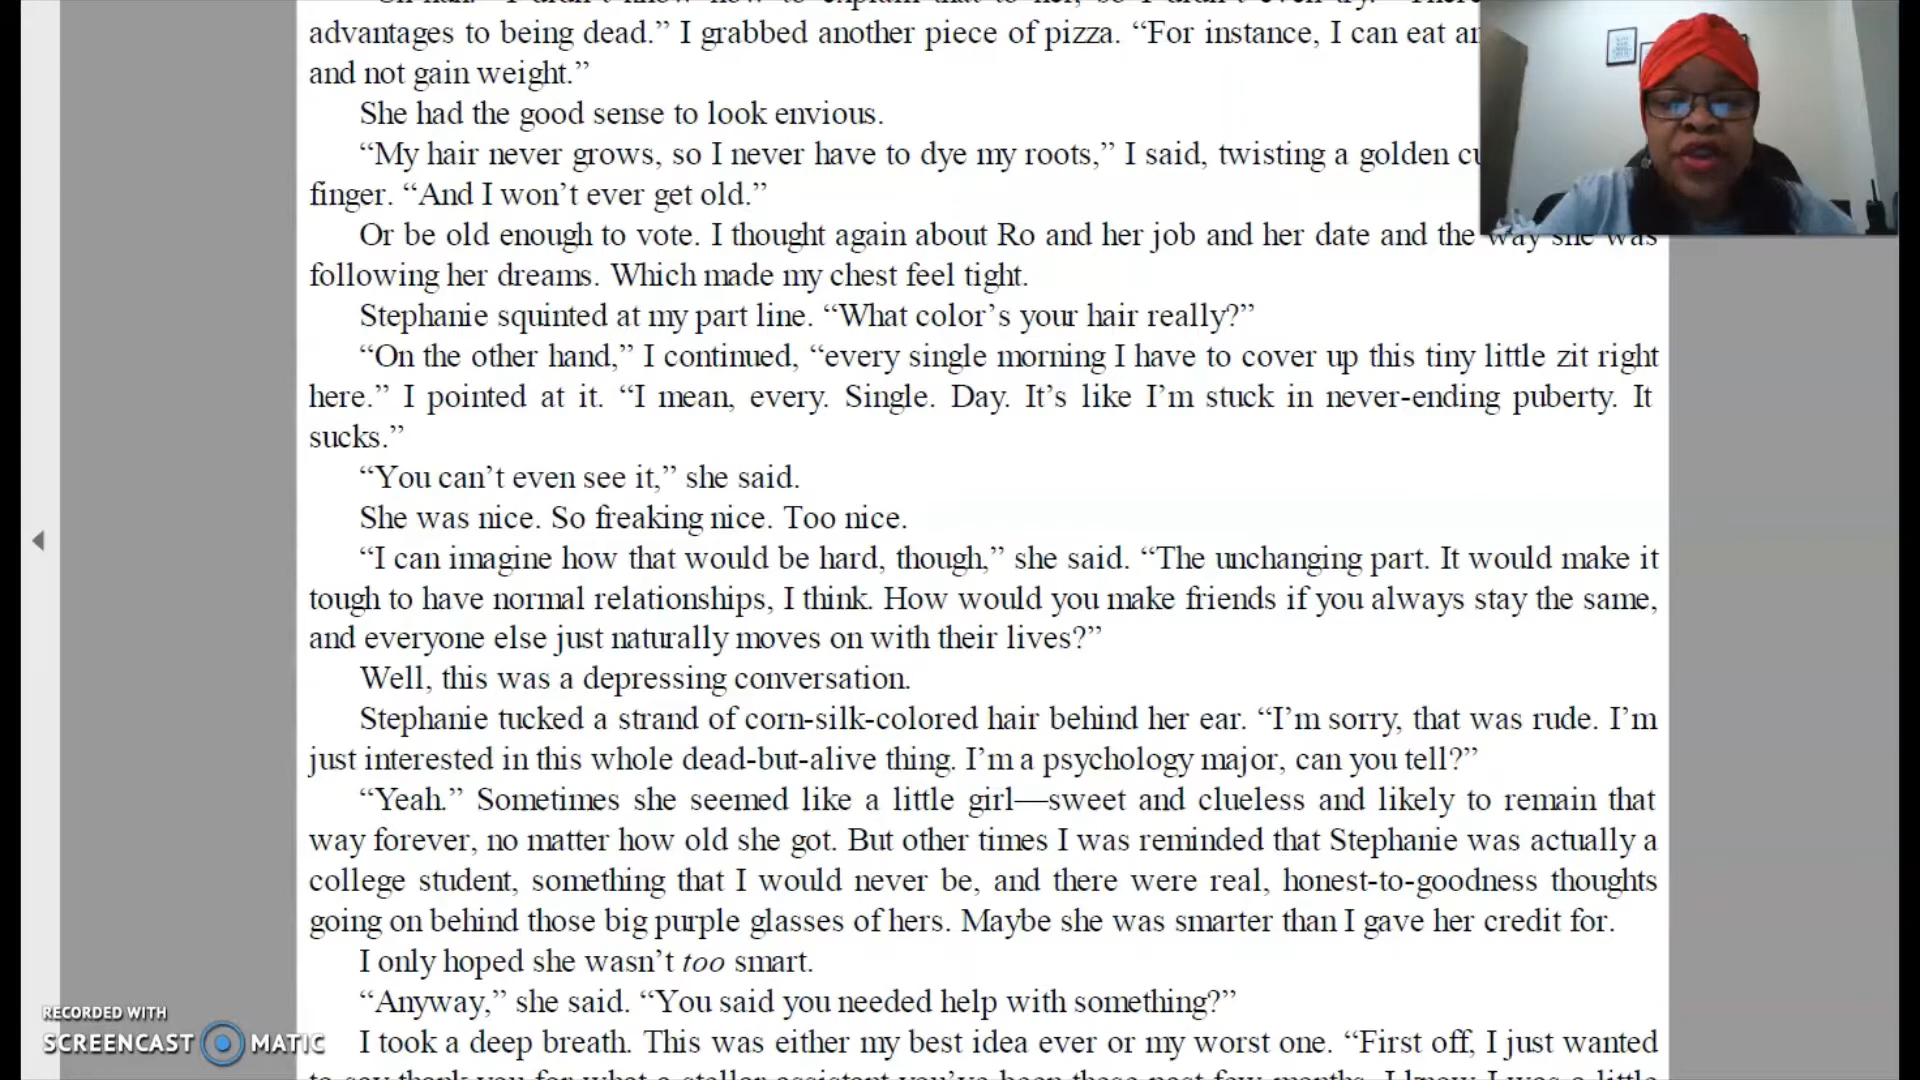 advantages to being dead.” I grabbed another piece of pizza. “For instance, I can eat
and not gain weight.”
She had the good sense to look envious.
“My hair never grows, so I never have to dye my roots,” I said, twisting a golden
finger. “And I won’t ever get old.”
Or be old enough to vote. I thought again about Ro and her job and her date and the way she was
following her dreams. Which made my chest feel tight.
Stephanie squinted at my part line. “What color’s your hair really?”
“On the other hand,” I continued, “every single morning I have to cover up this tiny little zit right
here.” I pointed at it. “I mean, every. Single. Day. It’s like I’m stuck in never-ending puberty. It
sucks.”
“You can’t even see it,” she said.
She was nice. So freaking nice. Too nice.
“I can imagine how that would be hard, though,” she said. “The unchanging part. It would make it
tough to have normal relationships, I think. How would you make friends if you always stay the same,
and everyone else just naturally moves on with their lives?”
Well, this was a depressing conversation.
Stephanie tucked a strand of corn-silk-colored hair behind her ear. “I’m sorry, that was rude. I’m
just interested in this whole dead-but-alive thing. I’m a psychology major, can you tell?”
“Yeah.” Sometimes she seemed like a little girl—sweet and clueless and likely to remain that
way forever, no matter how old she got. But other times I was reminded that Stephanie was actually a
college student, something that I would never be, and there were real, honest-to-goodness thoughts
going on behind those big purple glasses of hers. Maybe she was smarter than I gave her credit for.
I only hoped she wasn’t too smart.
“Anyway,” she said. “You said you needed help with something?”
I took a deep breath. This was either my best idea ever or my worst one. “First off, I just wanted
RECORDED WITH
SCREENCAST MATIC